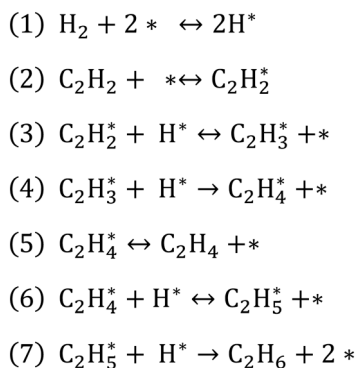 (1) H₂ + 2 * ↔ 2H*
(2) C₂H₂ + *↔ C₂H₂*
(3) C₂H₂* + H* ↔ C₂H₃* +*
(4) C₂H₃* + H* → C₂H₄* +*
(5) C₂H₄* ↔ C₂H₄ +*
(6) C₂H₄* + H* ↔ C₂H₅* +*
(7) C₂H₅* + H* → C₂H₆ + 2 *